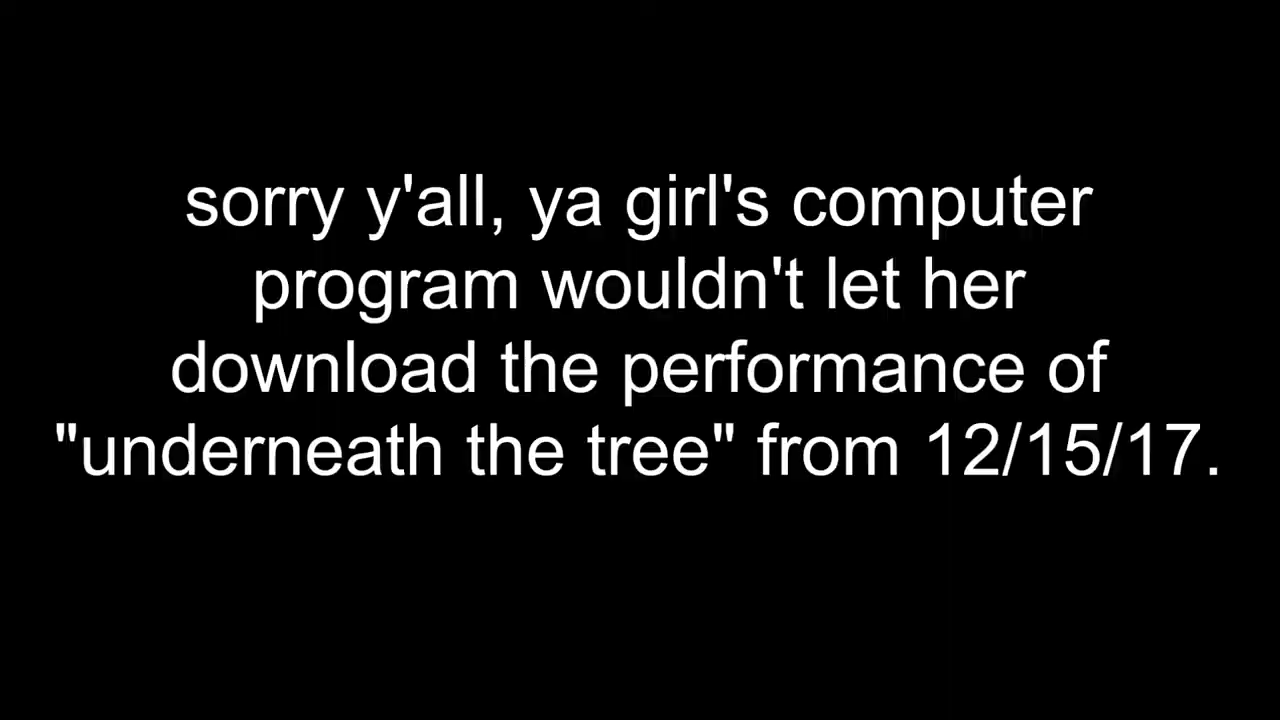 sorry y'all, ya girl's computer
program wouldn't let her
download the performance of
"underneath the tree" from 12/15/17.